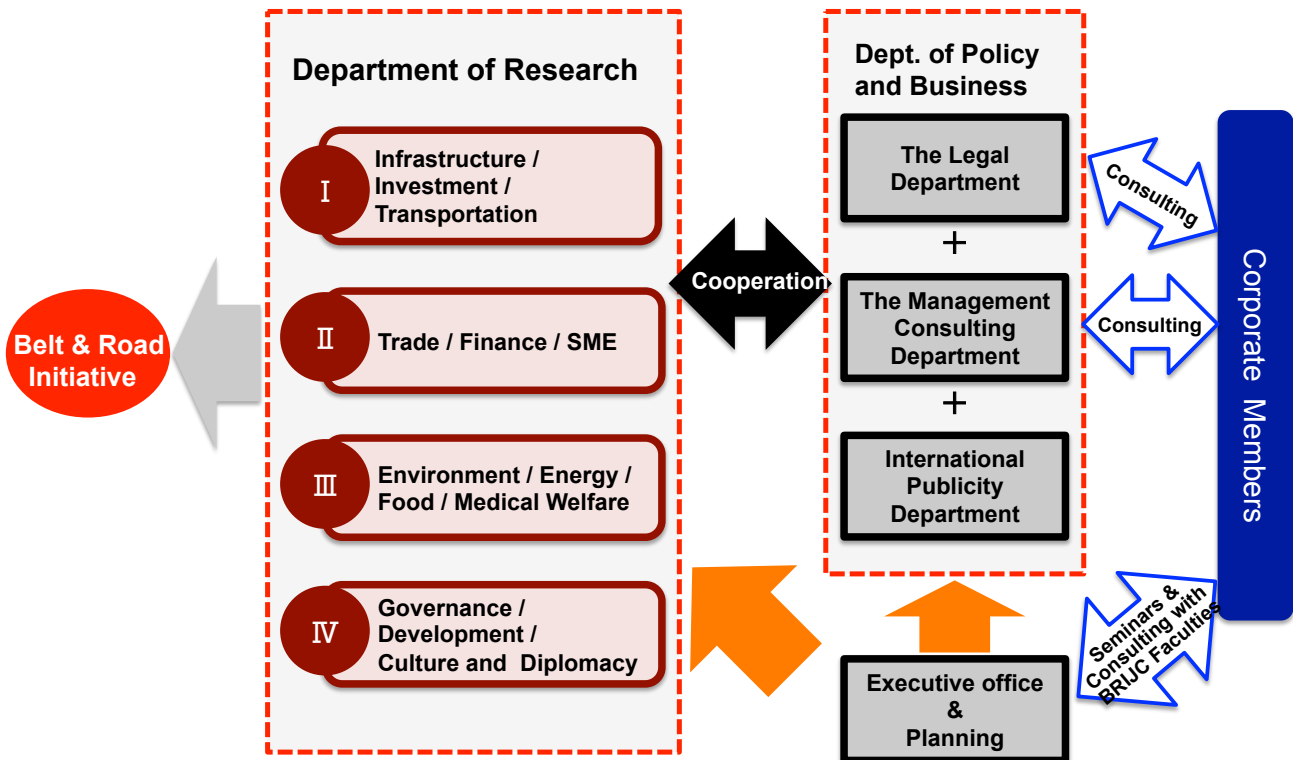 Department of Research
Ⅰ
Infrastructure /
Investment /
Transportation
Ⅱ
Trade / Finance / SME
Ⅲ
Environment / Energy /
Food / Medical Welfare
Ⅳ
Governance /
Development /
Culture and Diplomacy
Belt & Road
Initiative
Cooperation
Dept. of Policy
and Business
The Legal
Department
+
The Management
Consulting
Department
+
International
Publicity
Department
Executive office
&
Planning
Consulting
Consulting
Seminars &
Consulting with
BRIJC Faculties
Corporate Members